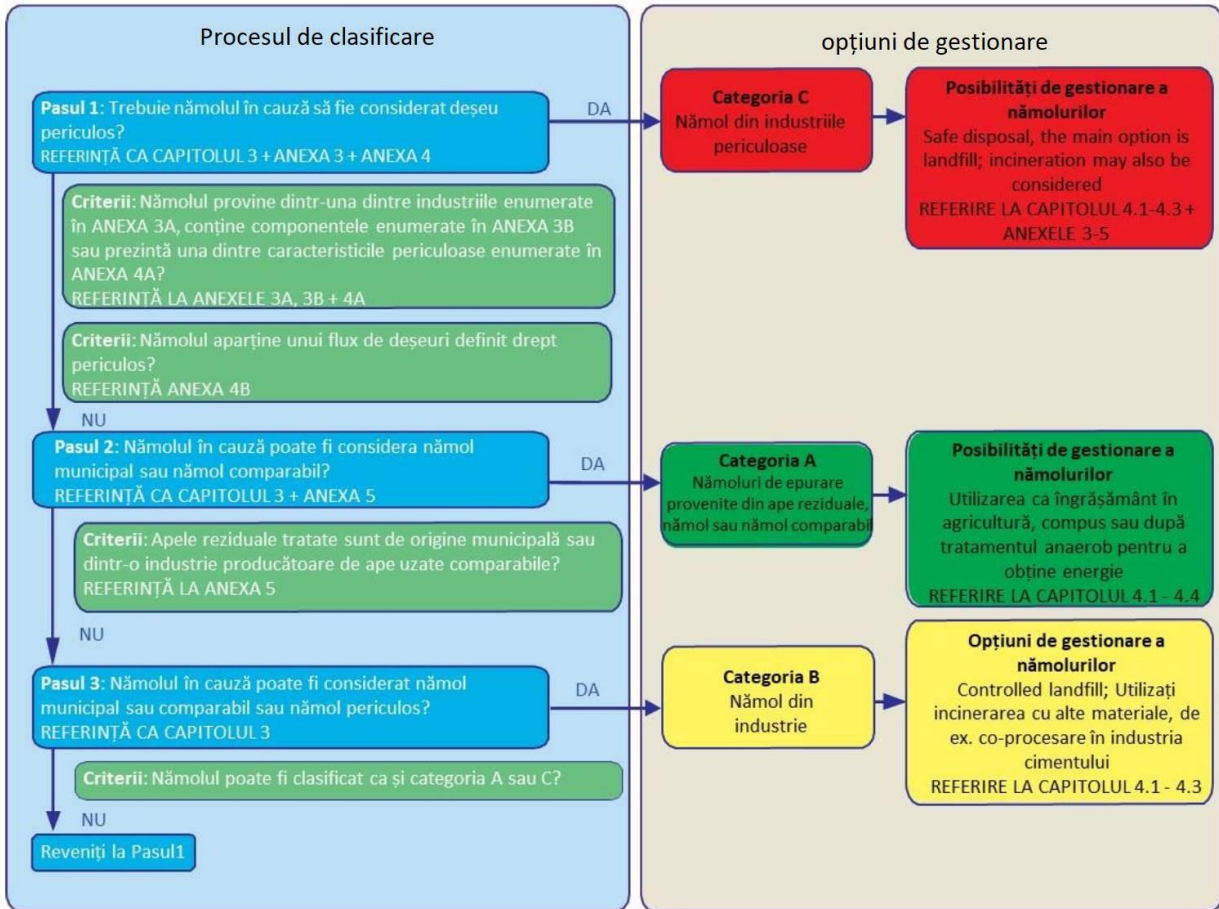 Procesul de clasificare
Pasul 1: Trebuie nămolul în cauză să fie considerat deșeu
periculos?
REFERINȚĂ CA CAPITOLUL 3 + ANEXA 3 + ANEXA 4
DA
Criterii: Nămolul provine dintr-una dintre industriile enumerate
în ANEXA 3A, conține componentele enumerate în ANEXA 3B
sau prezintă una dintre caracteristicile periculoase enumerate în
ANEXA 4A?
REFERINȚĂ LA ANEXELE 3A, 3B + 4A
Criterii: Nămolul aparține unui flux de deșeuri definit drept
periculos?
REFERINȚĂ ANEXA 4B
NU
Pasul 2: Nămolul în cauză poate fi considera nămol
municipal sau nămol comparabil?
REFERINȚĂ CA CAPITOLUL 3 + ANEXA 5
DA
Criterii: Apele reziduale tratate sunt de origine municipală sau
dintr-o industrie producătoare de ape uzate comparabile?
REFERINȚĂ LA ANEXA 5
NU
Pasul 3: Nămolul în cauză poate fi considerat nămol
municipal sau comparabil sau nămol periculos?
REFERINȚĂ CA CAPITOLUL 3
DA
Criterii: Nămolul poate fi clasificat ca și categoria A sau C?
NU
Reveniți la Pasul1
opțiuni de gestionare
Categoria C
Nămol din industriile
periculoase
Posibilități de gestionare a
nămolurilor
Safe disposal, the main option is
landfill; incineration may also be
considered
REFERIRE LA CAPITOLUL 4.1-4.3 +
ANEXELE 3-5
Categoria A
Nămoluri de epurare
provenite din ape reziduale,
nămol sau nămol comparabil
Posibilități de gestionare a
nămolurilor
Utilizarea ca îngrășământ în
agricultură, compus sau după
tratamentul anaerob pentru a
obține energie
REFERIRE LA CAPITOLUL 4.1 - 4.4
Categoria B
Nămol din
industrie
Opțiuni de gestionare a
nămolurilor
Controlled landfill; Utilizați
incinerarea cu alte materiale, de
ex. co-procesare în industria
cimentului
REFERIRE LA CAPITOLUL 4.1 - 4.3